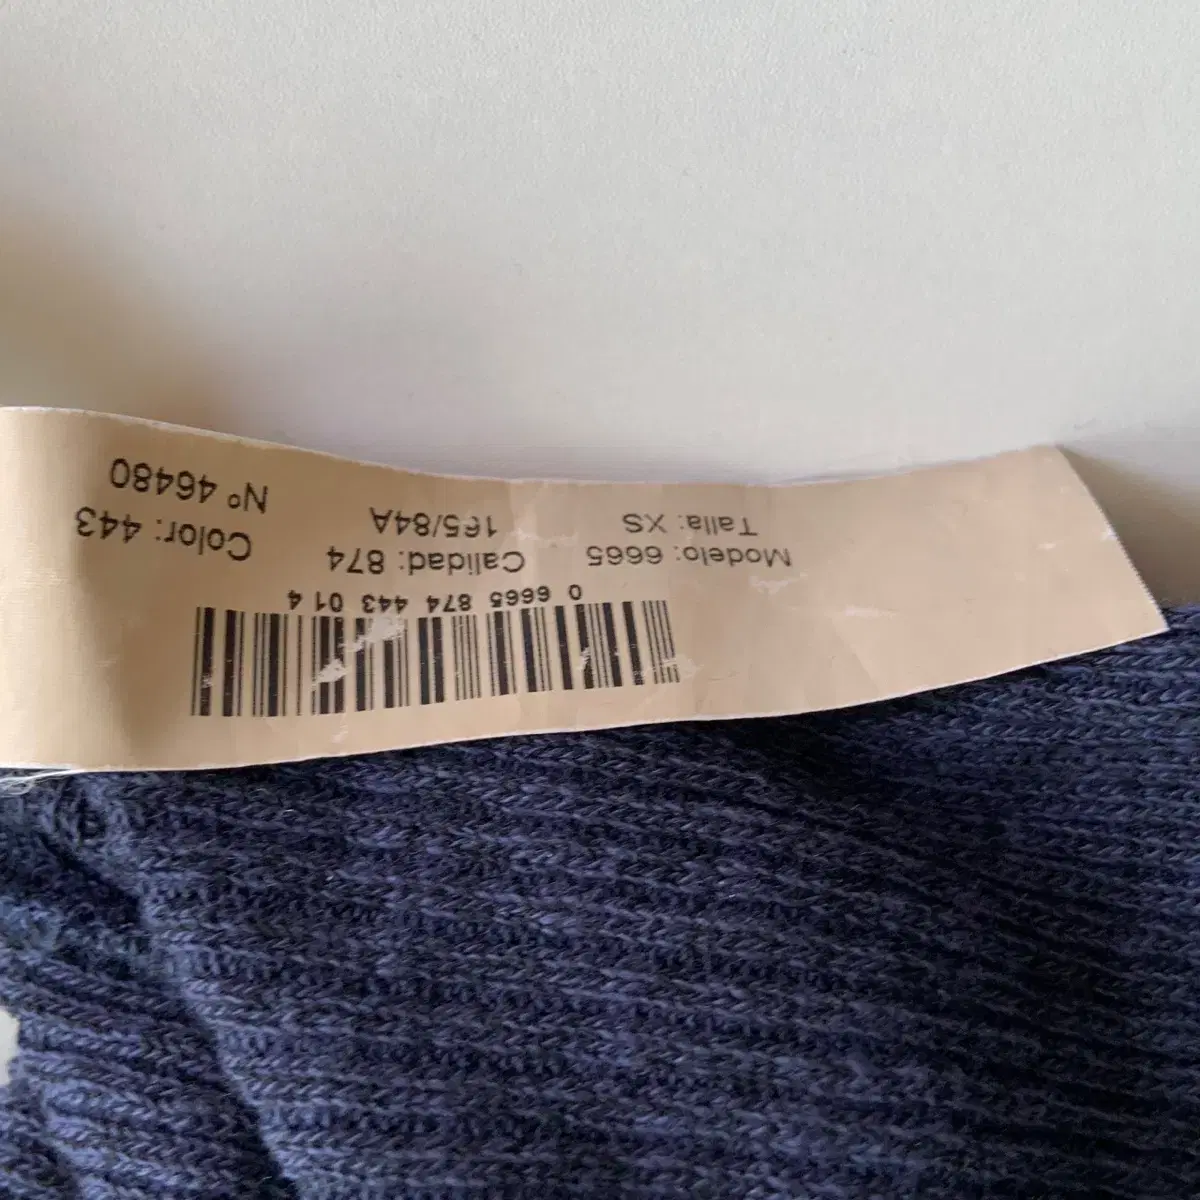 0 6665 874 443 01 4
Modelo: 6665 Calidad: 874 Color: 443
Talla: XS 165/84A Nº 46480